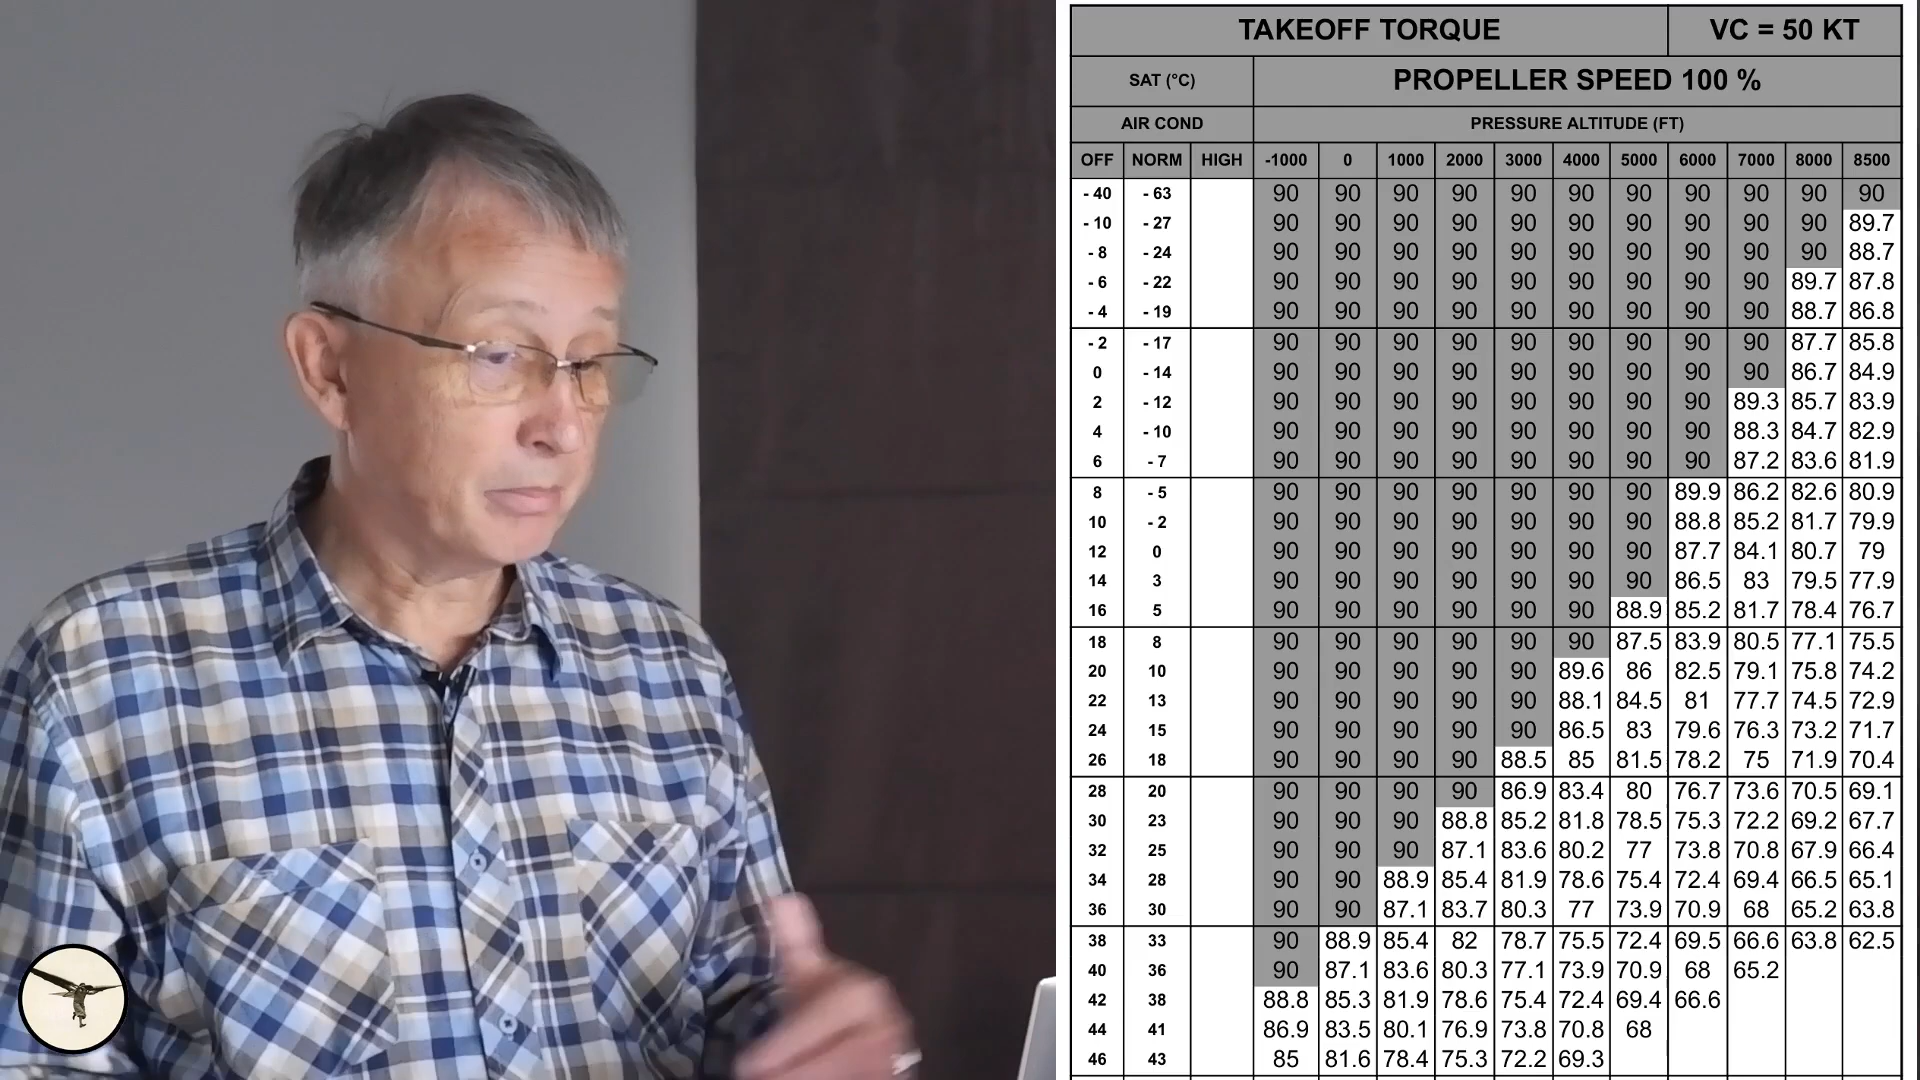 TAKEOFF TORQUE VC = 50 KT
SAT (°C) PROPELLER SPEED 100 %
AIR COND PRESSURE ALTITUDE (FT)
OFF NORM HIGH -1000 0 1000 2000 3000 4000 5000 6000 7000 8000 8500
- 40 - 63 90 90 90 90 90 90 90 90 90 90 90
- 10 - 27 90 90 90 90 90 90 90 90 90 90 89.7
- 8 - 24 90 90 90 90 90 90 90 90 90 90 88.7
- 6 - 22 90 90 90 90 90 90 90 90 90 89.7 87.8
- 4 - 19 90 90 90 90 90 90 90 90 90 88.7 86.8
- 2 - 17 90 90 90 90 90 90 90 90 90 87.7 85.8
0 - 14 90 90 90 90 90 90 90 90 90 86.7 84.9
2 - 12 90 90 90 90 90 90 90 90 89.3 85.7 83.9
4 - 10 90 90 90 90 90 90 90 90 88.3 84.7 82.9
6 - 7 90 90 90 90 90 90 90 90 87.2 83.6 81.9
8 - 5 90 90 90 90 90 90 90 89.9 86.2 82.6 80.9
10 - 2 90 90 90 90 90 90 90 88.8 85.2 81.7 79.9
12 0 90 90 90 90 90 90 90 87.7 84.1 80.7 79
14 3 90 90 90 90 90 90 90 86.5 83 79.5 77.9
16 5 90 90 90 90 90 90 88.9 85.2 81.7 78.4 76.7
18 8 90 90 90 90 90 90 87.5 83.9 80.5 77.1 75.5
20 10 90 90 90 90 90 89.6 86 82.5 79.1 75.8 74.2
22 13 90 90 90 90 90 88.1 84.5 81 77.7 74.5 72.9
24 15 90 90 90 90 90 86.5 83 79.6 76.3 73.2 71.7
26 18 90 90 90 90 88.5 85 81.5 78.2 75 71.9 70.4
28 20 90 90 90 90 86.9 83.4 80 76.7 73.6 70.5 69.1
30 23 90 90 90 88.8 85.2 81.8 78.5 75.3 72.2 69.2 67.7
32 25 90 90 90 87.1 83.6 80.2 77 73.8 70.8 67.9 66.4
34 28 90 90 88.9 85.4 81.9 78.6 75.4 72.4 69.4 66.5 65.1
36 30 90 90 87.1 83.7 80.3 77 73.9 70.9 68 65.2 63.8
38 33 90 88.9 85.4 82 78.7 75.5 72.4 69.5 66.6 63.8 62.5
40 36 90 87.1 83.6 80.3 77.1 73.9 70.9 68 65.2
42 38 88.8 85.3 81.9 78.6 75.4 72.4 69.4 66.6
44 41 86.9 83.5 80.1 76.9 73.8 70.8 68
46 43 85 81.6 78.4 75.3 72.2 69.3